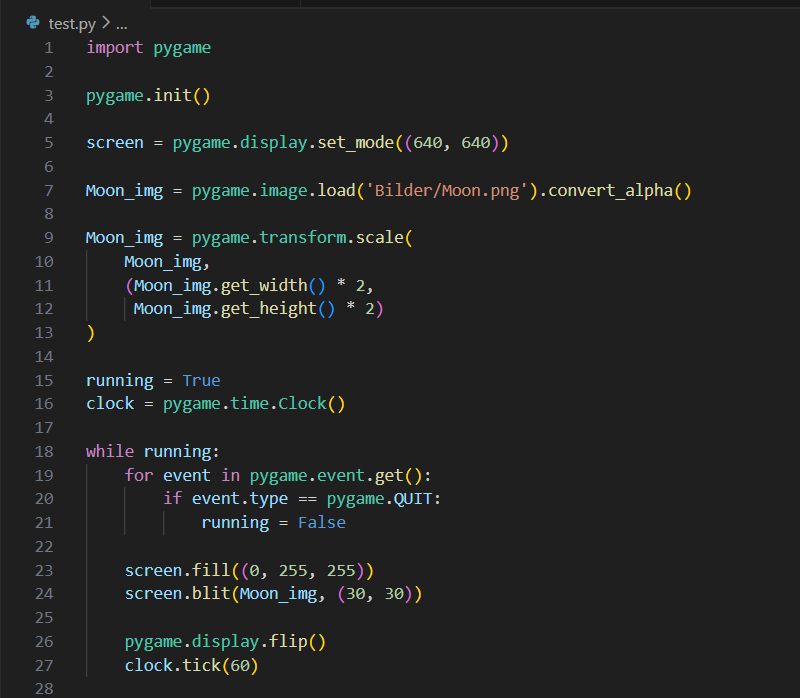 test.py > ...
1 import pygame
2
3 pygame.init()
4
5 screen = pygame.display.set_mode((640, 640))
6
7 Moon_img = pygame.image.load('Bilder/Moon.png').convert_alpha()
8
9 Moon_img = pygame.transform.scale(
10     Moon_img,
11     (Moon_img.get_width() * 2,
12      Moon_img.get_height() * 2)
13 )
14
15 running = True
16 clock = pygame.time.Clock()
17
18 while running:
19     for event in pygame.event.get():
20         if event.type == pygame.QUIT:
21             running = False
22
23     screen.fill((0, 255, 255))
24     screen.blit(Moon_img, (30, 30))
25
26     pygame.display.flip()
27     clock.tick(60)
28